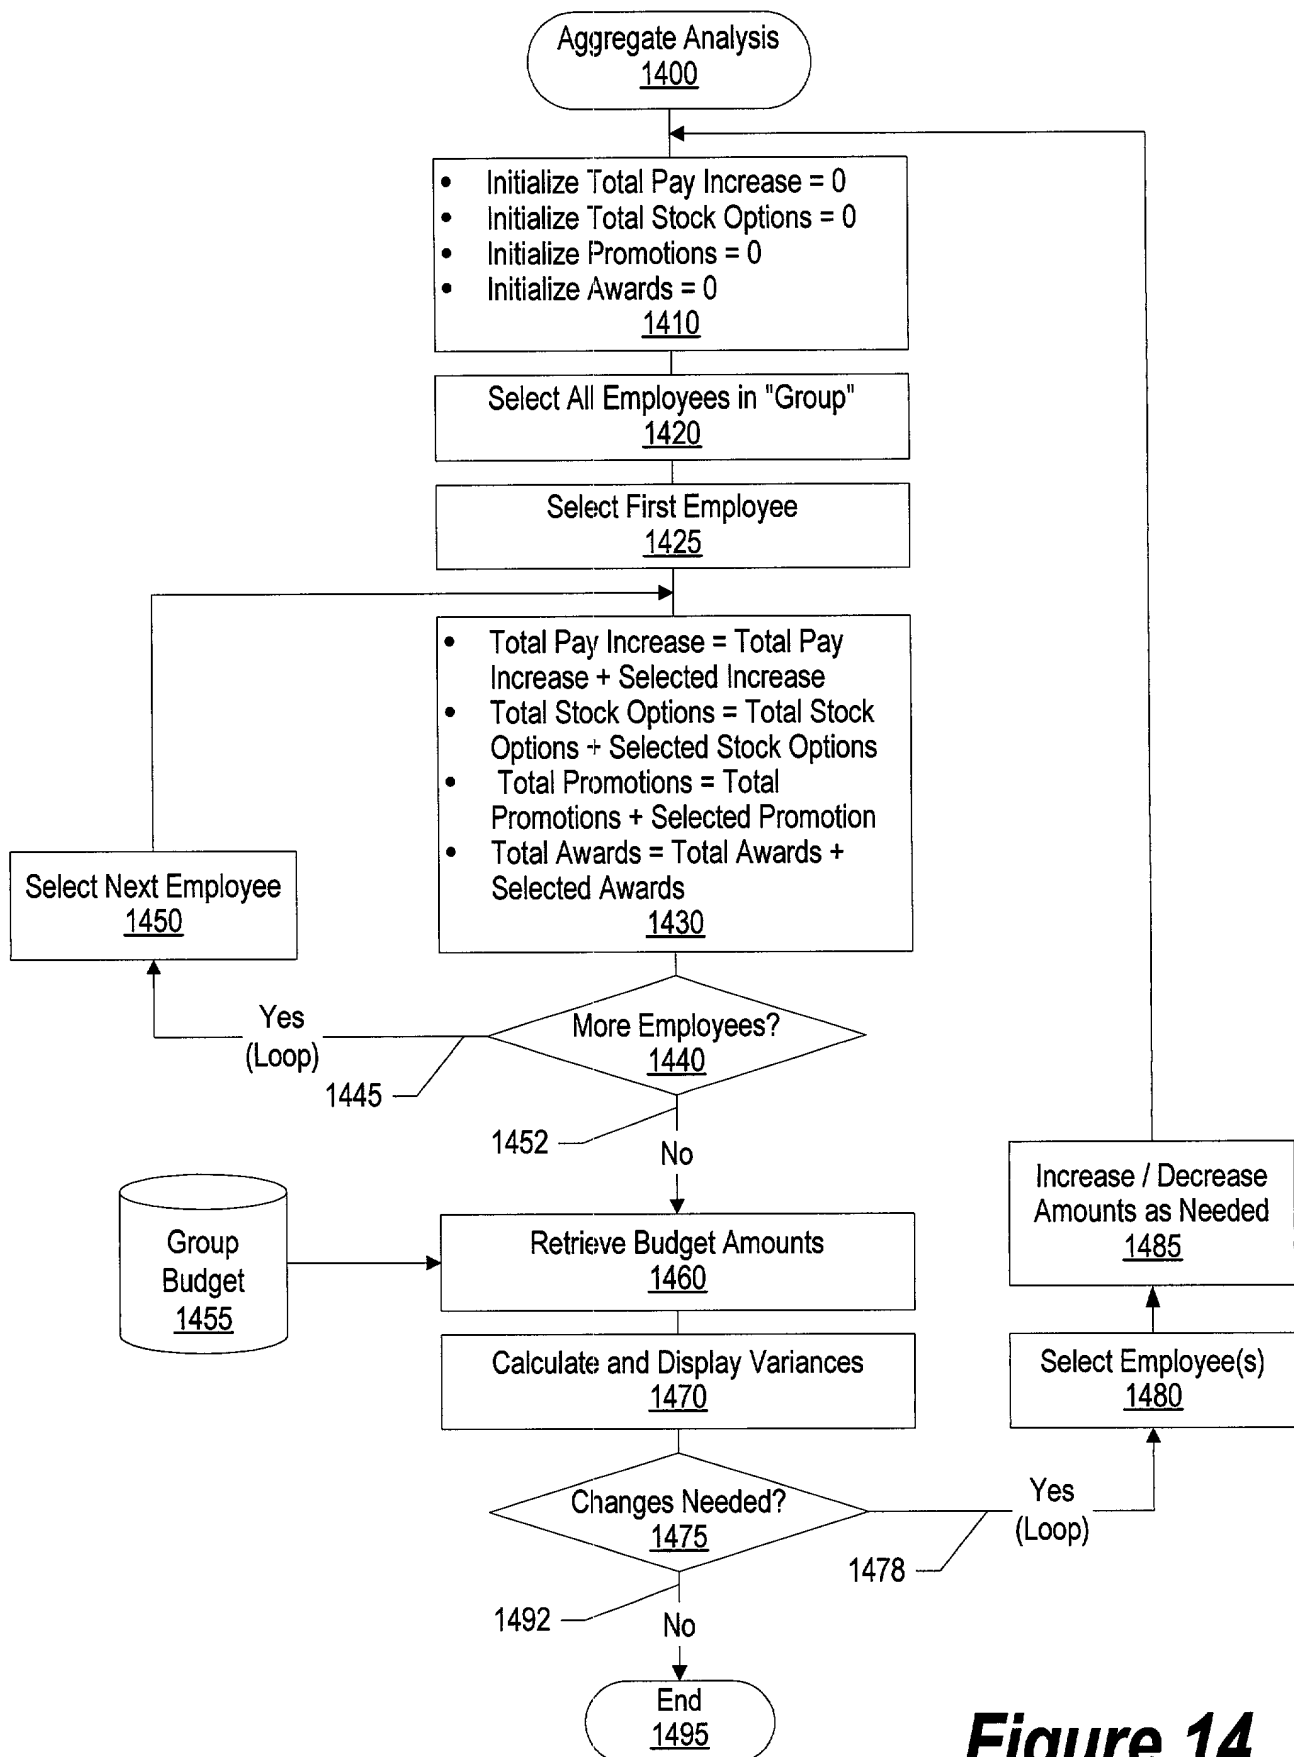 Aggregate Analysis
1400
• Initialize Total Pay Increase = 0
• Initialize Total Stock Options = 0
• Initialize Promotions = 0
• Initialize Awards = 0
1410
Select All Employees in "Group"
1420
Select First Employee
1425
• Total Pay Increase = Total Pay
Increase + Selected Increase
• Total Stock Options = Total Stock
Options + Selected Stock Options
• Total Promotions = Total
Promotions + Selected Promotion
• Total Awards = Total Awards +
Selected Awards
1430
Select Next Employee
1450
Yes
(Loop)
1445
More Employees?
1440
1452
No
Group
Budget
1455
Retrieve Budget Amounts
1460
Calculate and Display Variances
1470
Changes Needed?
1475
Yes
(Loop)
1478
Select Employee(s)
1480
Increase / Decrease
Amounts as Needed
1485
1492
No
End
1495
Figure 14